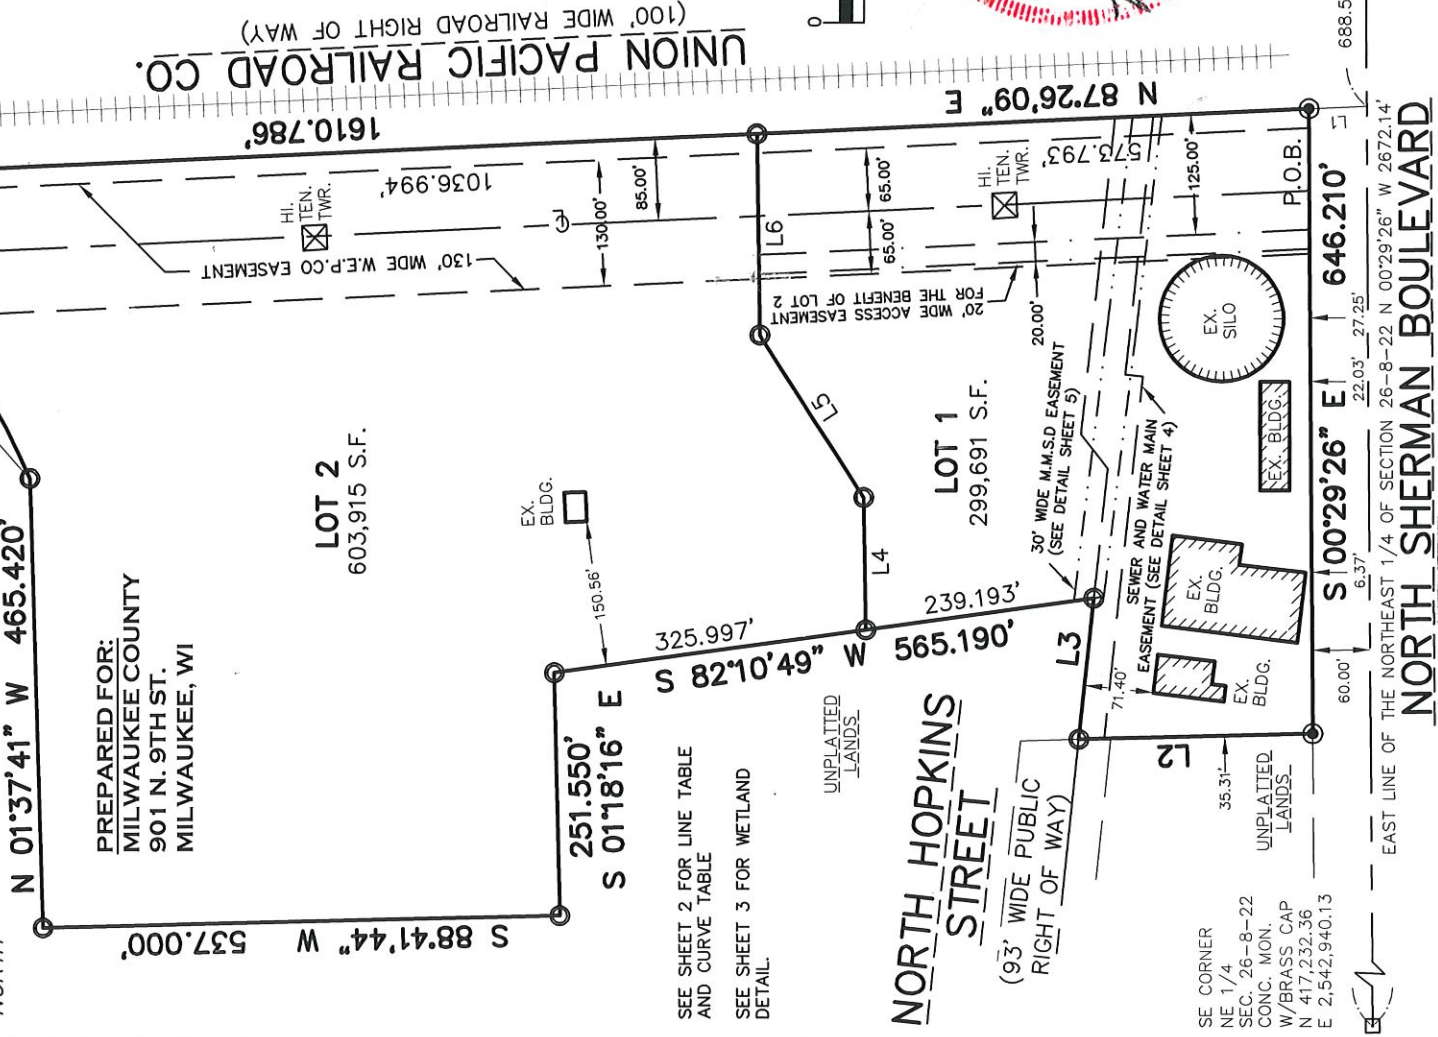 UNION PACIFIC RAILROAD CO.
(100' WIDE RAILROAD RIGHT OF WAY)
0
688.5
1610.786'
N 87°26'09" E
1036.994'
573.793'
HI.
TEN.
TWR.
130' WIDE W.E.P.CO EASEMENT
℄
130.00'
85.00'
L6
65.00'
65.00'
HI.
TEN.
TWR.
125.00'
P.O.B.
L1
20' WIDE ACCESS EASEMENT
FOR THE BENEFIT OF LOT 2
20.00'
EX.
SILO
L5
LOT 1
299,691 S.F.
30' WIDE M.M.S.D EASEMENT
(SEE DETAIL SHEET 5)
SEWER AND WATER MAIN
EASEMENT (SEE DETAIL SHEET 4)
EX. BLDG.
EX.
BLDG.
EX.
BLDG.
L4
L3
L2
71.40'
35.31'
LOT 2
603,915 S.F.
EX.
BLDG.
150.56'
N 01°37'41" W 465.420'
PREPARED FOR:
MILWAUKEE COUNTY
901 N. 9TH ST.
MILWAUKEE, WI
S 88°41'44" W 537.000'
251.550'
S 01°18'16" E
325.997'
239.193'
S 82°10'49" W 565.190'
SEE SHEET 2 FOR LINE TABLE
AND CURVE TABLE
SEE SHEET 3 FOR WETLAND
DETAIL.
UNPLATTED
LANDS
NORTH HOPKINS
STREET
(93' WIDE PUBLIC
RIGHT OF WAY)
UNPLATTED
LANDS
S 00°29'26" E 646.210'
60.00'
6.37'
22.03'
27.25'
EAST LINE OF THE NORTHEAST 1/4 OF SECTION 26-8-22 N 00°29'26" W 2672.14'
NORTH SHERMAN BOULEVARD
SE CORNER
NE 1/4
SEC. 26-8-22
CONC. MON.
W/BRASS CAP
N 417,232.36
E 2,542,940.13